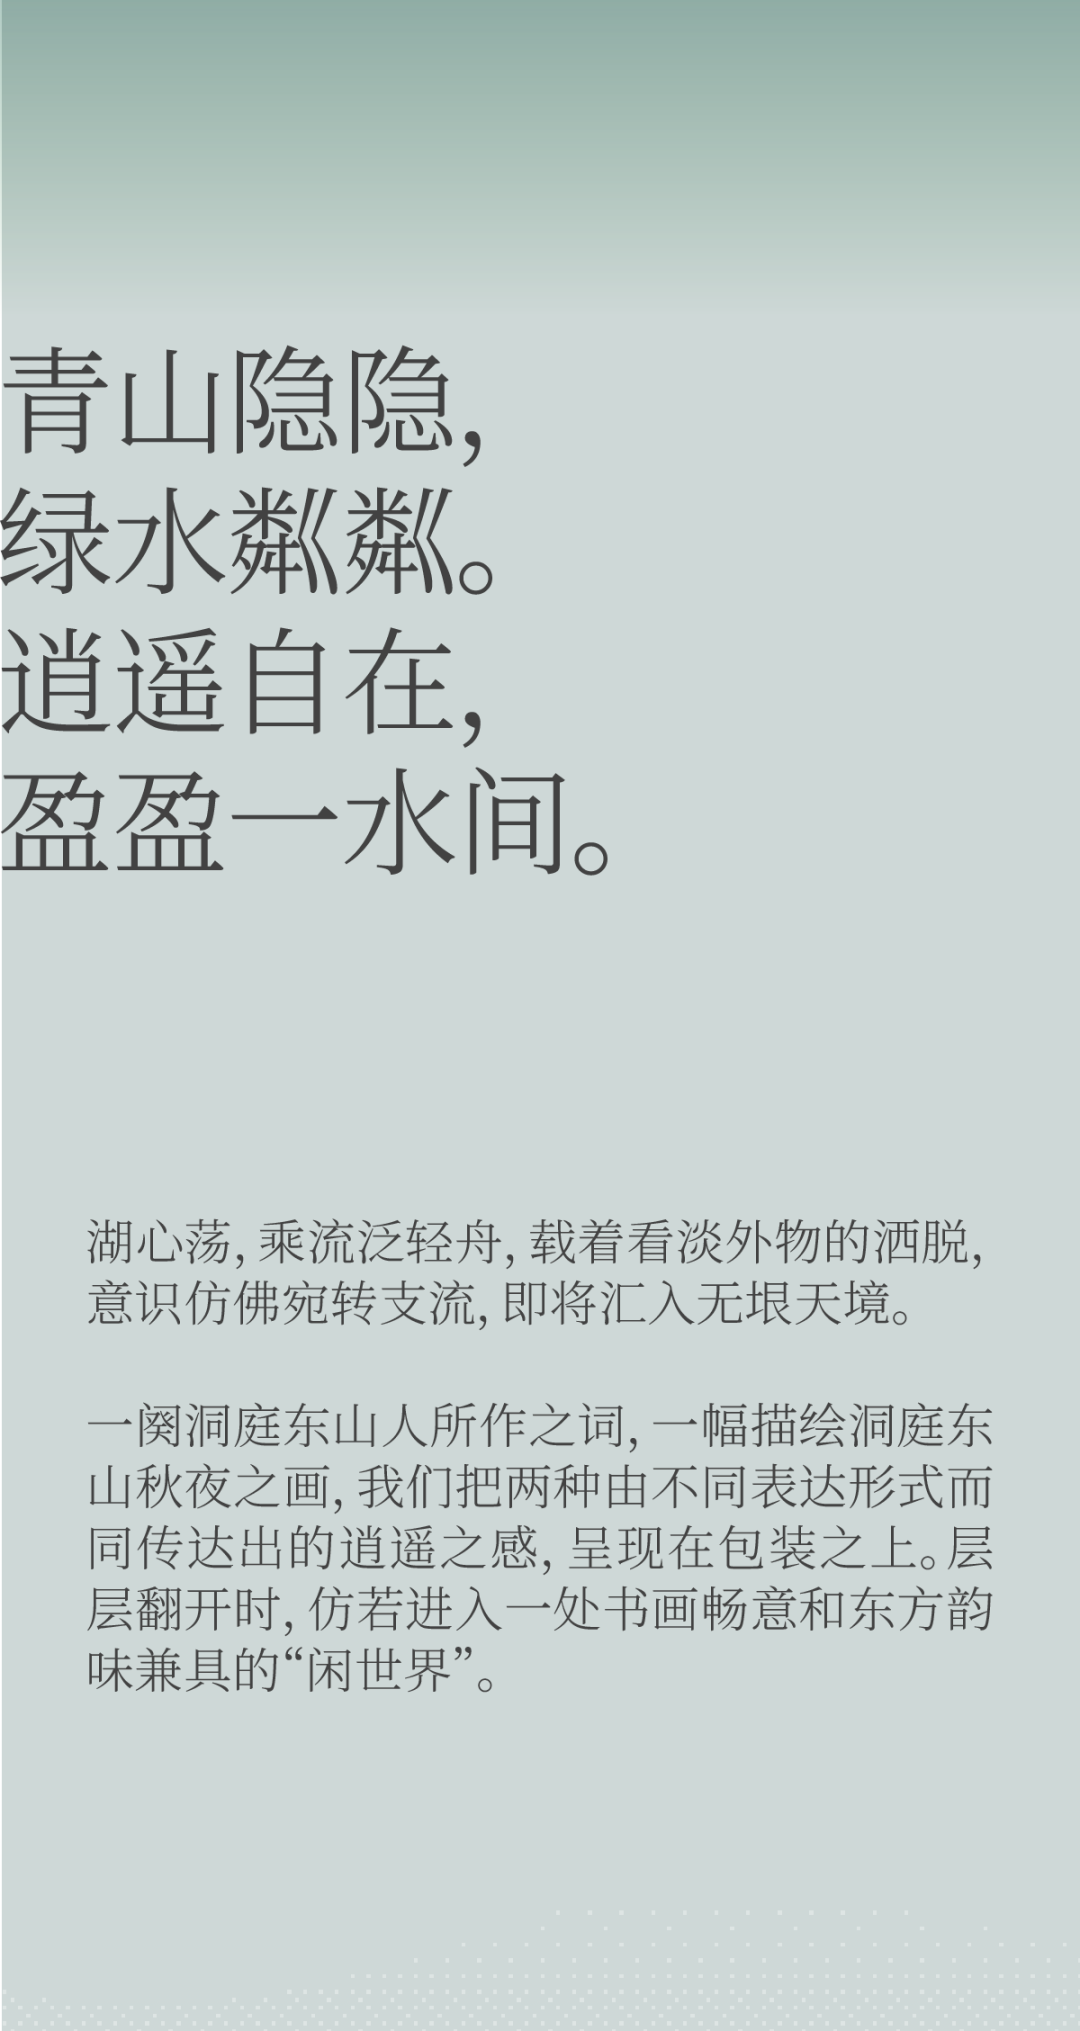 青山隐隐，
绿水粼粼。
逍遥自在，
盈盈一水间。
湖心荡，乘流泛轻舟，载着看淡外物的洒脱，
意识仿佛宛转支流，即将汇入无垠天境。
一阕洞庭东山人所作之词，一幅描绘洞庭东
山秋夜之画，我们把两种由不同表达形式而
同传达出的逍遥之感，呈现在包装之上。层
层翻开时，仿若进入一处书画畅意和东方韵
味兼具的“闲世界”。